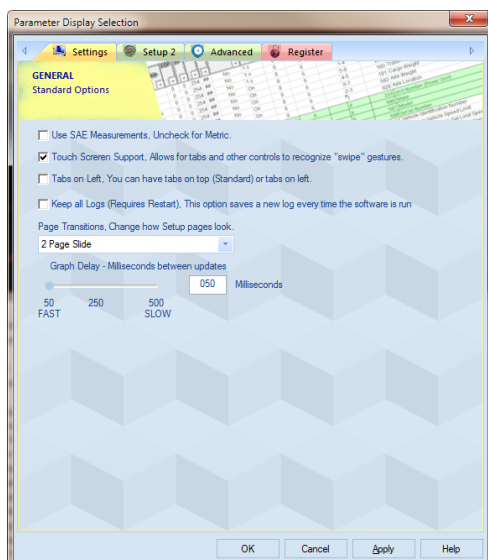 Parameter Display Selection
Settings Setup 2 Advanced Register
GENERAL
Standard Options
Use SAE Measurements, Uncheck for Metric.
Touch Screren Support, Allows for tabs and other controls to recognize "swipe" gestures.
Tabs on Left, You can have tabs on top (Standard) or tabs on left.
Keep all Logs (Requires Restart), This option saves a new log every time the software is run
Page Transitions, Change how Setup pages look.
2 Page Slide
Graph Delay - Milliseconds between updates
050 Milliseconds
50 250 500
FAST SLOW
OK Cancel Apply Help